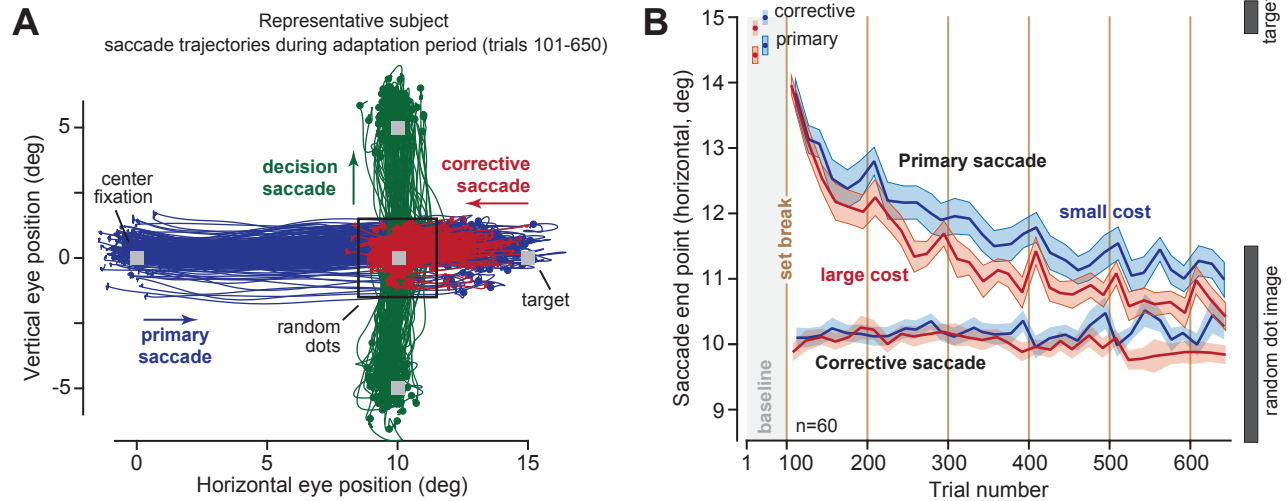 A
Representative subject
saccade trajectories during adaptation period (trials 101-650)
Vertical eye position (deg)
5
0
-5
center
fixation
decision
saccade
corrective
saccade
primary
saccade
random
dots
target
0
5
10
15
Horizontal eye position (deg)
B
Saccade end point (horizontal, deg)
15
14
13
12
11
10
9
corrective
primary
baseline
set break
Primary saccade
small cost
large cost
Corrective saccade
n=60
1
100
200
300
400
500
600
Trial number
target
random dot image